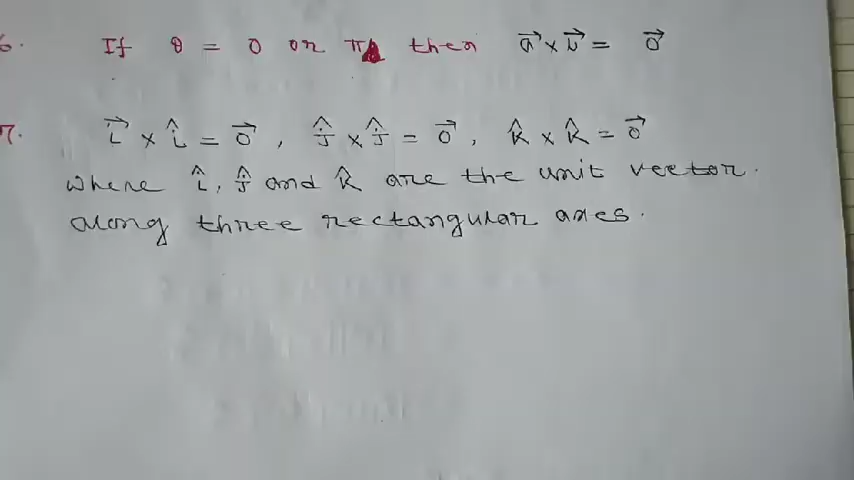 6. If θ = 0 or π then a⃗ × b⃗ = 0⃗
7. i⃗ × î = 0⃗, ĵ × ĵ = 0⃗, k̂ × k̂ = 0⃗
where î, ĵ and k̂ are the unit vector.
along three rectangular axes.